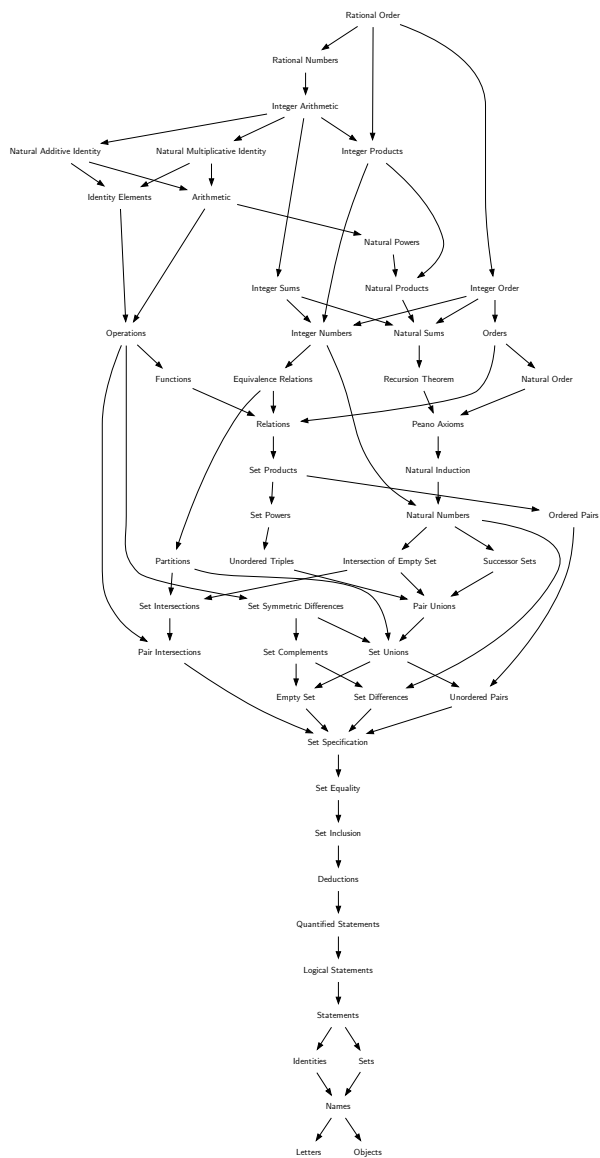 Rational Order
Rational Numbers
Integer Arithmetic
Natural Additive Identity
Natural Multiplicative Identity
Integer Products
Identity Elements
Arithmetic
Natural Powers
Integer Sums
Natural Products
Integer Order
Operations
Integer Numbers
Natural Sums
Orders
Functions
Equivalence Relations
Recursion Theorem
Natural Order
Relations
Peano Axioms
Set Products
Natural Induction
Set Powers
Natural Numbers
Ordered Pairs
Partitions
Unordered Triples
Intersection of Empty Set
Successor Sets
Set Intersections
Set Symmetric Differences
Pair Unions
Pair Intersections
Set Complements
Set Unions
Empty Set
Set Differences
Unordered Pairs
Set Specification
Set Equality
Set Inclusion
Deductions
Quantified Statements
Logical Statements
Statements
Identities
Sets
Names
Letters
Objects